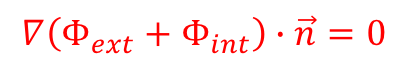 ∇(Φ_ext + Φ_int) · n⃗ = 0